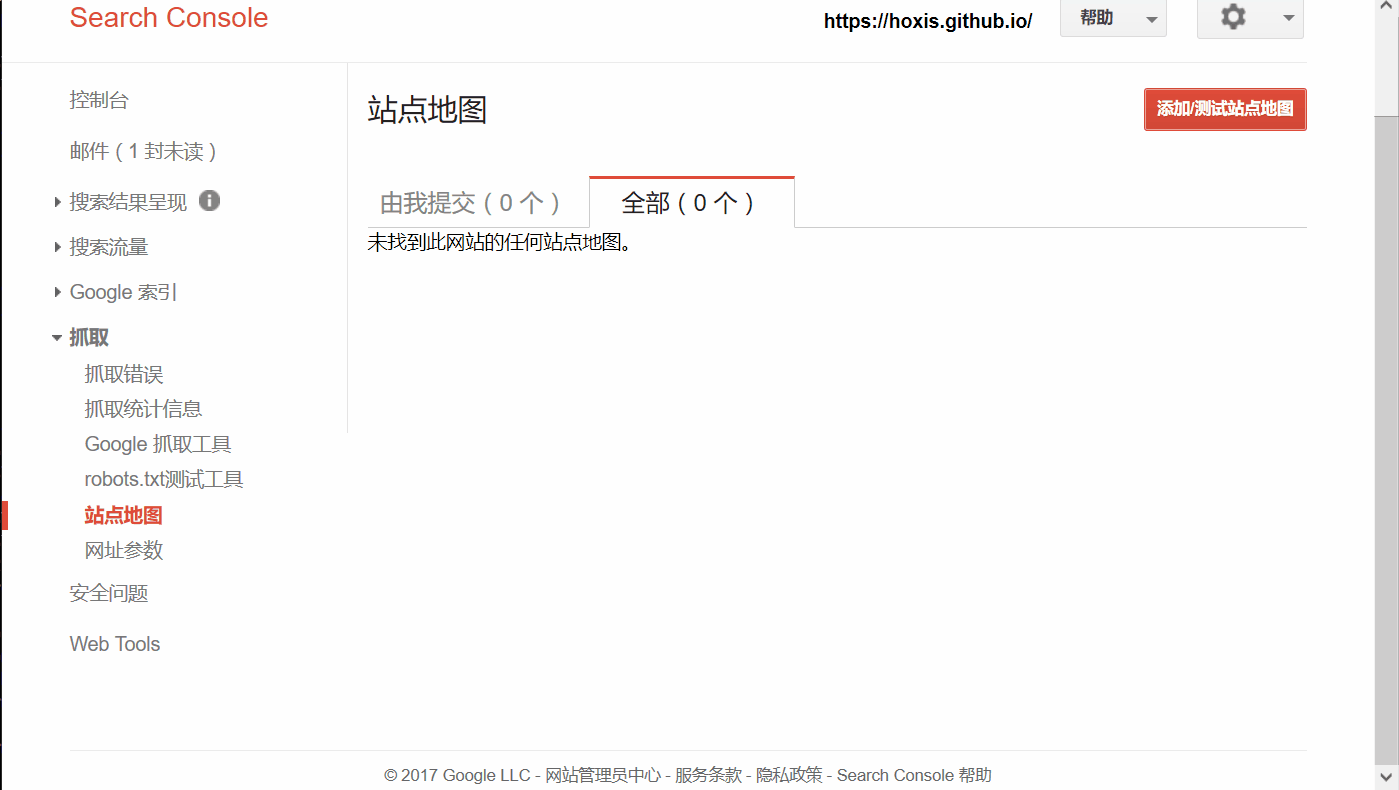 Search Console
https://hoxis.github.io/
帮助
控制台
邮件 ( 1 封未读 )
搜索结果呈现
搜索流量
Google 索引
抓取
抓取错误
抓取统计信息
Google 抓取工具
robots.txt测试工具
站点地图
网址参数
安全问题
Web Tools
站点地图
添加/测试站点地图
由我提交 ( 0 个 )
全部 ( 0 个 )
未找到此网站的任何站点地图。
© 2017 Google LLC - 网站管理员中心 - 服务条款 - 隐私政策 - Search Console 帮助